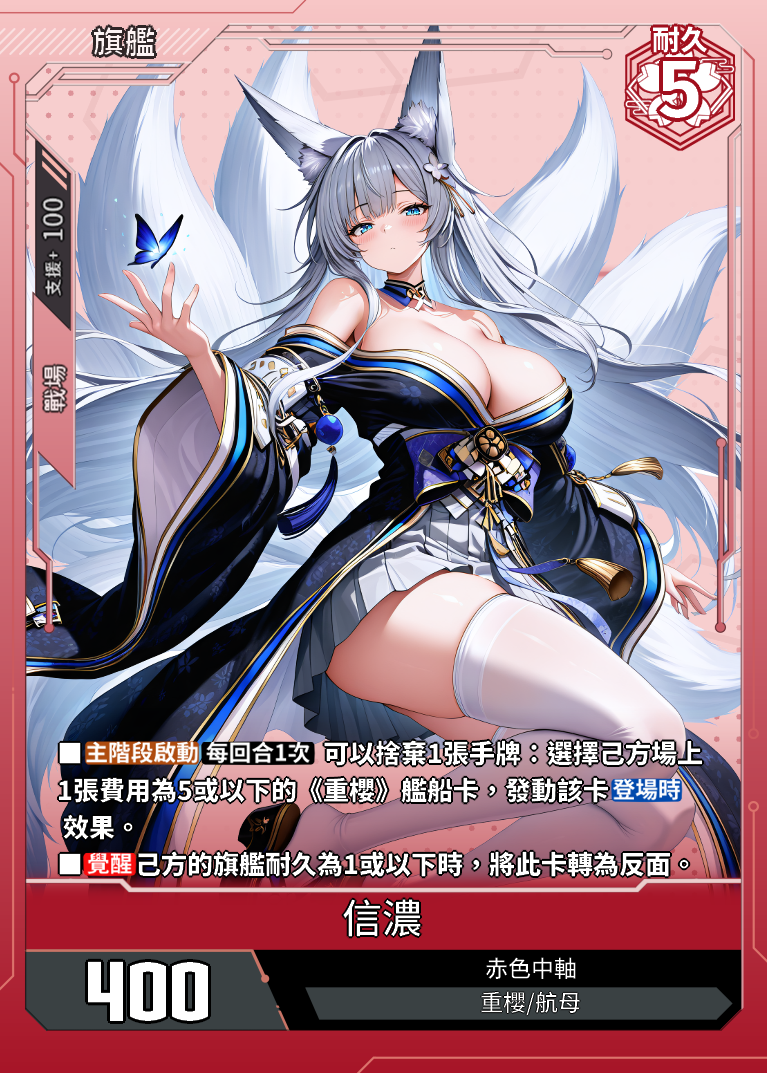 旗艦
耐久
5
支援+ 100
戰場
■ 主階段啟動 每回合1次 可以捨棄1張手牌：選擇己方場上
1張費用為5或以下的《重櫻》艦船卡，發動該卡 登場時
效果。
■ 覺醒 己方的旗艦耐久為1或以下時，將此卡轉為反面。
信濃
400
赤色中軸
重櫻/航母